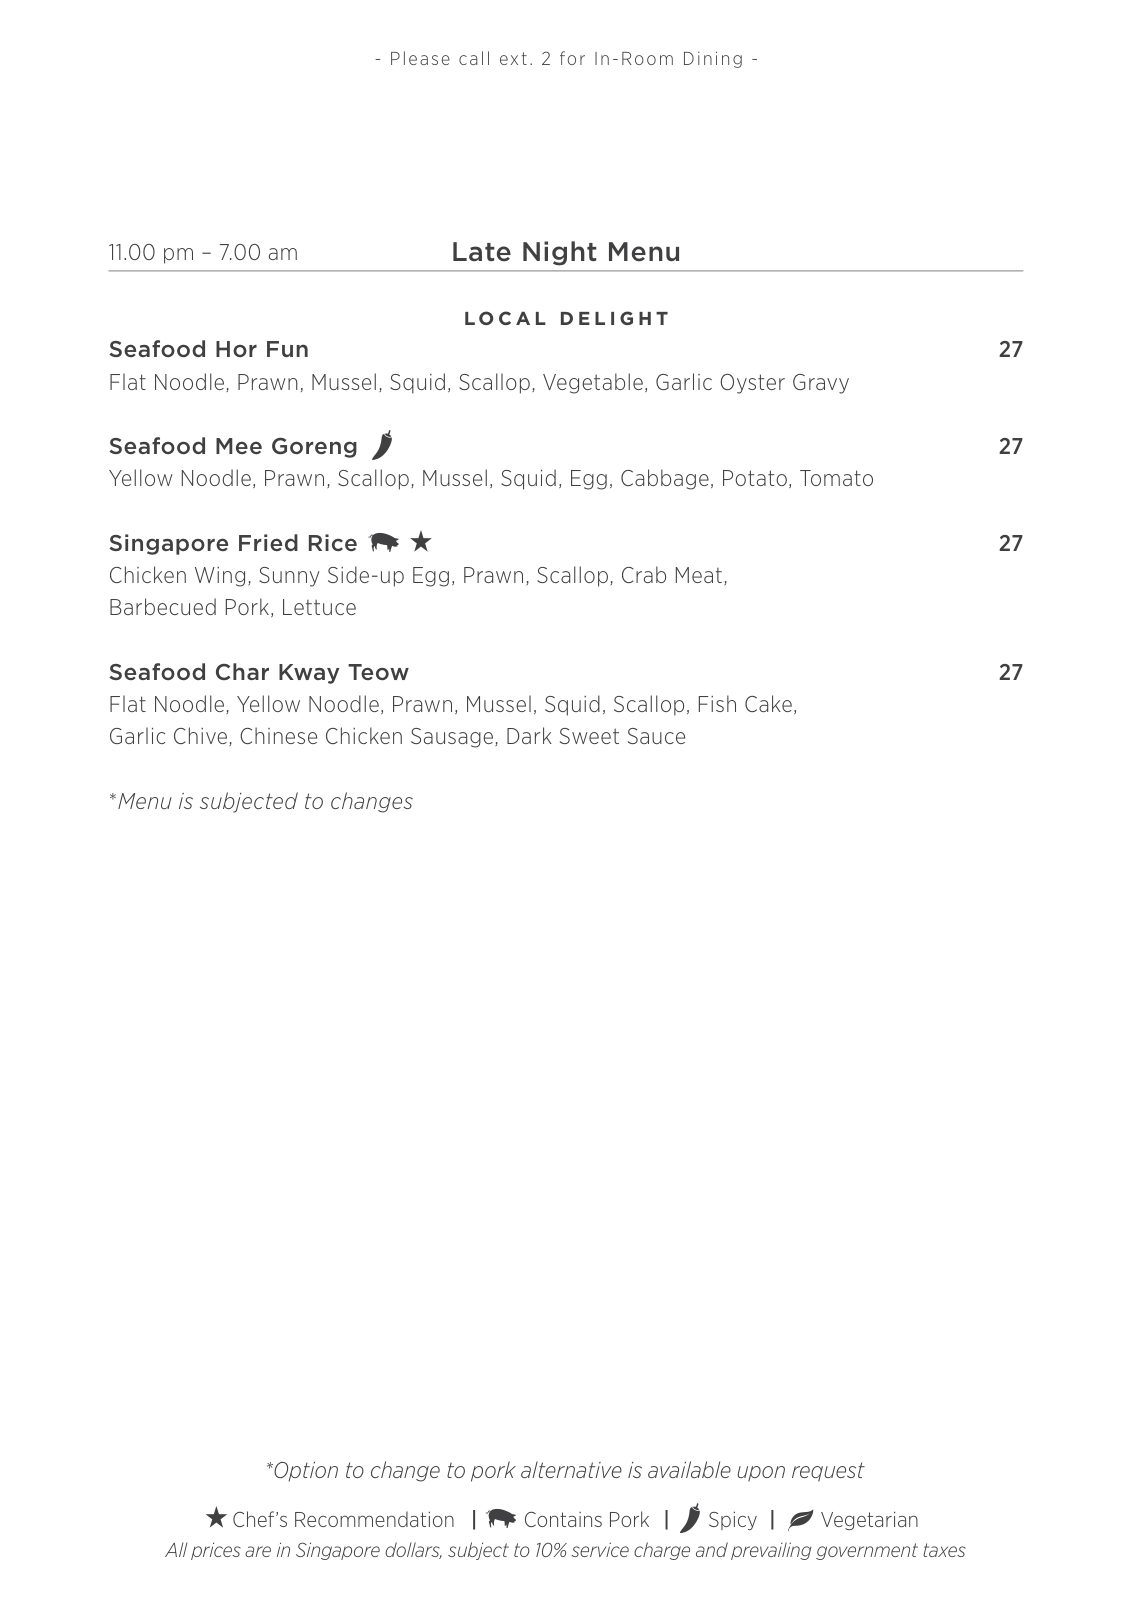 - Please call ext. 2 for In-Room Dining -
11.00 pm – 7.00 am Late Night Menu
LOCAL DELIGHT
Seafood Hor Fun 27
Flat Noodle, Prawn, Mussel, Squid, Scallop, Vegetable, Garlic Oyster Gravy
Seafood Mee Goreng 27
Yellow Noodle, Prawn, Scallop, Mussel, Squid, Egg, Cabbage, Potato, Tomato
Singapore Fried Rice 27
Chicken Wing, Sunny Side-up Egg, Prawn, Scallop, Crab Meat,
Barbecued Pork, Lettuce
Seafood Char Kway Teow 27
Flat Noodle, Yellow Noodle, Prawn, Mussel, Squid, Scallop, Fish Cake,
Garlic Chive, Chinese Chicken Sausage, Dark Sweet Sauce
*Menu is subjected to changes
*Option to change to pork alternative is available upon request
Chef’s Recommendation | Contains Pork | Spicy | Vegetarian
All prices are in Singapore dollars, subject to 10% service charge and prevailing government taxes